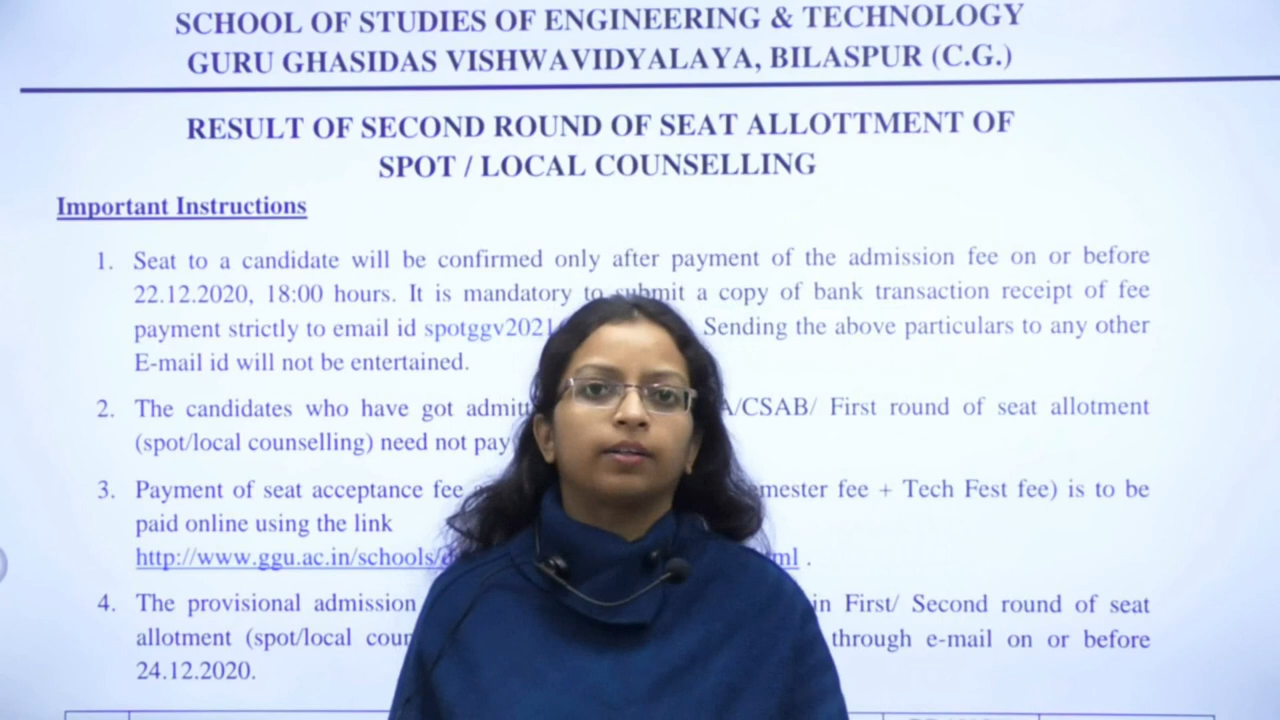 SCHOOL OF STUDIES OF ENGINEERING & TECHNOLOGY
GURU GHASIDAS VISHWAVIDYALAYA, BILASPUR (C.G.)
RESULT OF SECOND ROUND OF SEAT ALLOTTMENT OF
SPOT / LOCAL COUNSELLING
Important Instructions
1. Seat to a candidate will be confirmed only after payment of the admission fee on or before
22.12.2020, 18:00 hours. It is mandatory to submit a copy of bank transaction receipt of fee
payment strictly to email id spotggv2021 Sending the above particulars to any other
E-mail id will not be entertained.
2. The candidates who have got admitt A/CSAB/ First round of seat allotment
(spot/local counselling) need not pay
3. Payment of seat acceptance fee emester fee + Tech Fest fee) is to be
paid online using the link
http://www.ggu.ac.in/schools/ ml .
4. The provisional admission in First/ Second round of seat
allotment (spot/local cour through e-mail on or before
24.12.2020.